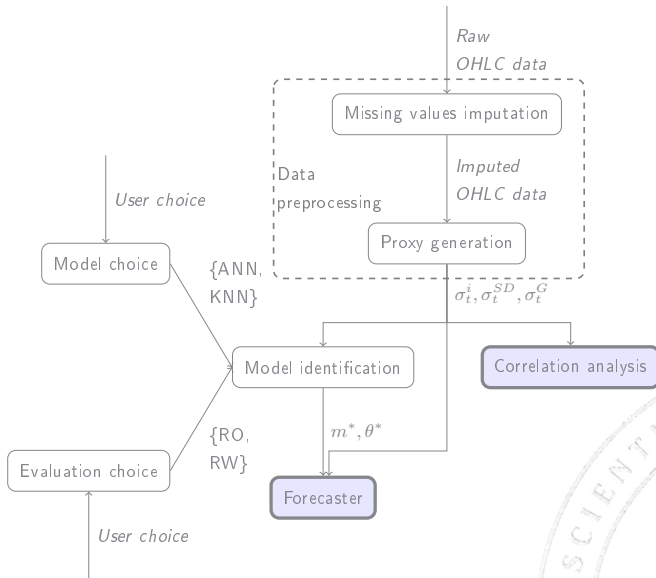 Raw
OHLC data
Missing values imputation
Imputed
OHLC data
Data
preprocessing
User choice
Proxy generation
Model choice
{ANN,
KNN}
σ_t^i, σ_t^{SD}, σ_t^G
Model identification
Correlation analysis
m*, θ*
{RO,
RW}
Evaluation choice
Forecaster
User choice
SCIENT